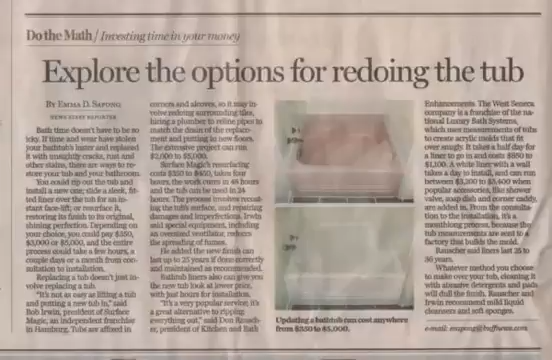 Do the Math / Investing time in your money
Explore the options for redoing the tub
BY EMMA D. SAPONG
NEWS STAFF REPORTER
Bath time doesn't have to be so
icky. If time and wear have stolen
your bathtub's luster and replaced
it with unsightly cracks, rust and
other stains, there are ways to re-
store your tub and your bathroom.
You could rip out the tub and
install a new one; slide a sleek, fit-
ted liner over the tub for an in-
stant face-lift; or resurface it,
restoring its finish to its original,
shining perfection. Depending on
your choice, you could pay $350,
$3,000 or $5,000, and the entire
process could take a few hours, a
couple days or a month from con-
sultation to installation.
Replacing a tub doesn't just in-
volve replacing a tub.
"It's not as easy as lifting a tub
and putting a new tub in," said
Bob Irwin, president of Surface
Magic, an independent franchise
in Hamburg. Tubs are affixed in
corners and alcoves, so it may in-
volve redoing surrounding tiles,
hiring a plumber to reline pipes to
match the drain of the replace-
ment and putting in new floors.
The extensive project can run
$3,000 to $5,000.
Surface Magic's resurfacing
costs $350 to $450, takes four
hours, the work cures in 48 hours
and the tub can be used in 24
hours. The process involves recoat-
ing the tub's surface, and repairing
damages and imperfections. Irwin
said special equipment, including
an oversized ventilator, reduces
the spreading of fumes.
He added the new finish can
last up to 25 years if done correctly
and maintained as recommended.
Bathtub liners also can give you
the new tub look at lower price,
with just hours for installation.
"It's a very popular service; it's
a great alternative to ripping
everything out," said Don
er, president of Kitchen and Bath
Updating a bathtub can cost anywhere
from $350 to $5,000.
Enhancements. The West Seneca
company is a franchise of the na-
tional Luxury Bath Systems,
which uses measurements of tubs
to create acrylic molds that fit
over snugly. It takes a half day for
a liner to go in and costs $850 to
$1,100. A white liner with a wall
takes a day to install, and can run
between $3,200 to $3,400 when
popular accessories, like shower
valve, soap dish and corner caddy,
are added in. From the consulta-
tion to the installation, it's a
monthlong process, because the
tub measurements are sent to a
factory that builds the mold.
said liners last 25 to
30 years.
Whatever method you choose
to make over your tub, cleaning it
with abrasive detergents and pads
will dull the finish. and
Irwin recommend mild liquid
cleansers and soft sponges.
e-mail: esapong@buffnews.com